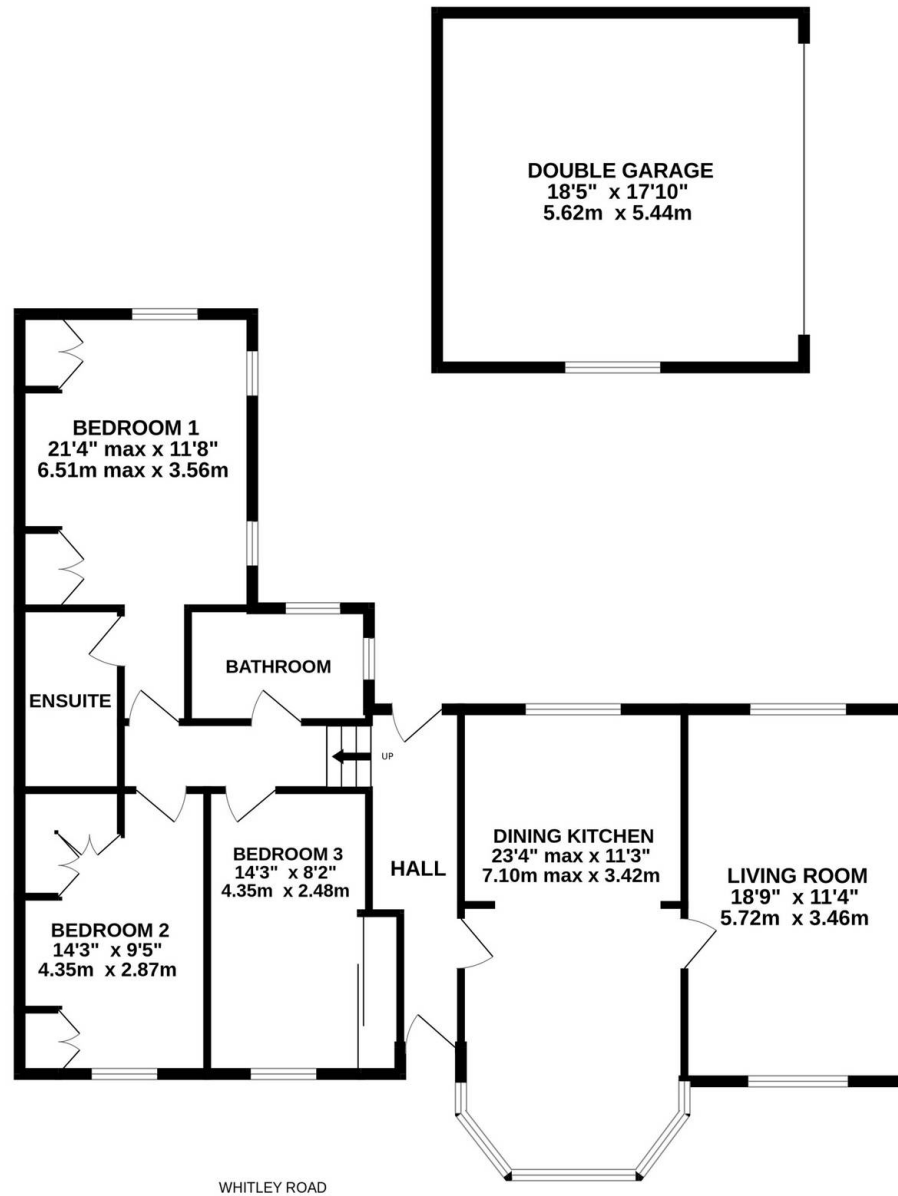 DOUBLE GARAGE
18'5" x 17'10"
5.62m x 5.44m
BEDROOM 1
21'4" max x 11'8"
6.51m max x 3.56m
BATHROOM
ENSUITE
UP
DINING KITCHEN
23'4" max x 11'3"
7.10m max x 3.42m
BEDROOM 3
14'3" x 8'2"
4.35m x 2.48m
HALL
LIVING ROOM
18'9" x 11'4"
5.72m x 3.46m
BEDROOM 2
14'3" x 9'5"
4.35m x 2.87m
WHITLEY ROAD